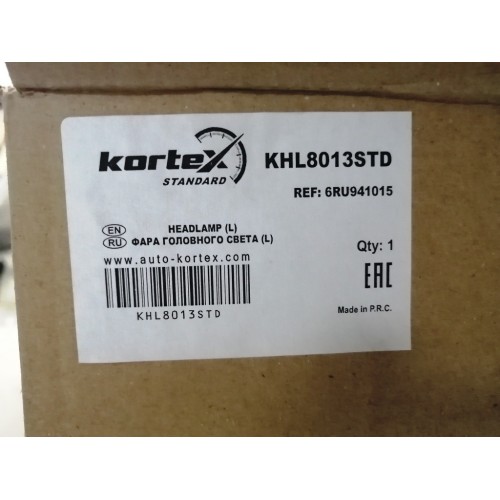 kortex
STANDARD
KHL8013STD
REF: 6RU941015
EN HEADLAMP (L)
RU ФАРА ГОЛОВНОГО СВЕТА (L)
www.auto-kortex.com
Qty: 1
KHL8013STD
EAC
Made in P.R.C.